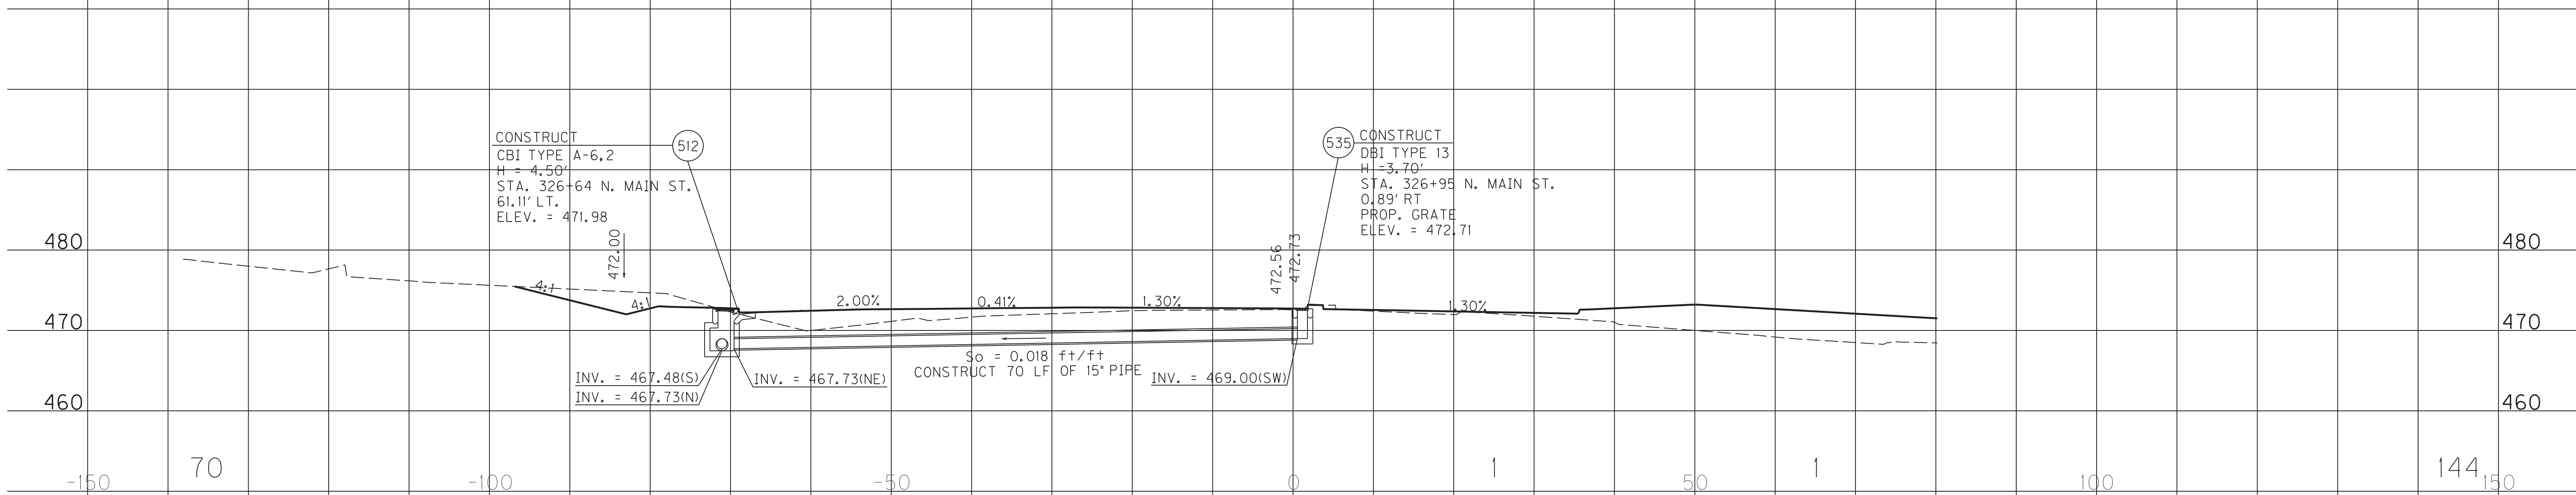 CONSTRUCT
CBI TYPE A-6,2
H = 4.50'
STA. 326+64 N. MAIN ST.
61.11' LT.
ELEV. = 471.98
512
535
CONSTRUCT
DBI TYPE 13
H =3.70'
STA. 326+95 N. MAIN ST.
0.89' RT
PROP. GRATE
ELEV. = 472.71
480
472.00
472.56
472.73
480
4:1
4:1
2.00%
0.41%
1.30%
1.30%
470
470
So = 0.018 ft/ft
CONSTRUCT 70 LF OF 15" PIPE
INV. = 467.48(S)
INV. = 467.73(N)
INV. = 467.73(NE)
INV. = 469.00(SW)
460
460
70
1
1
144
-150
-100
-50
0
50
100
150